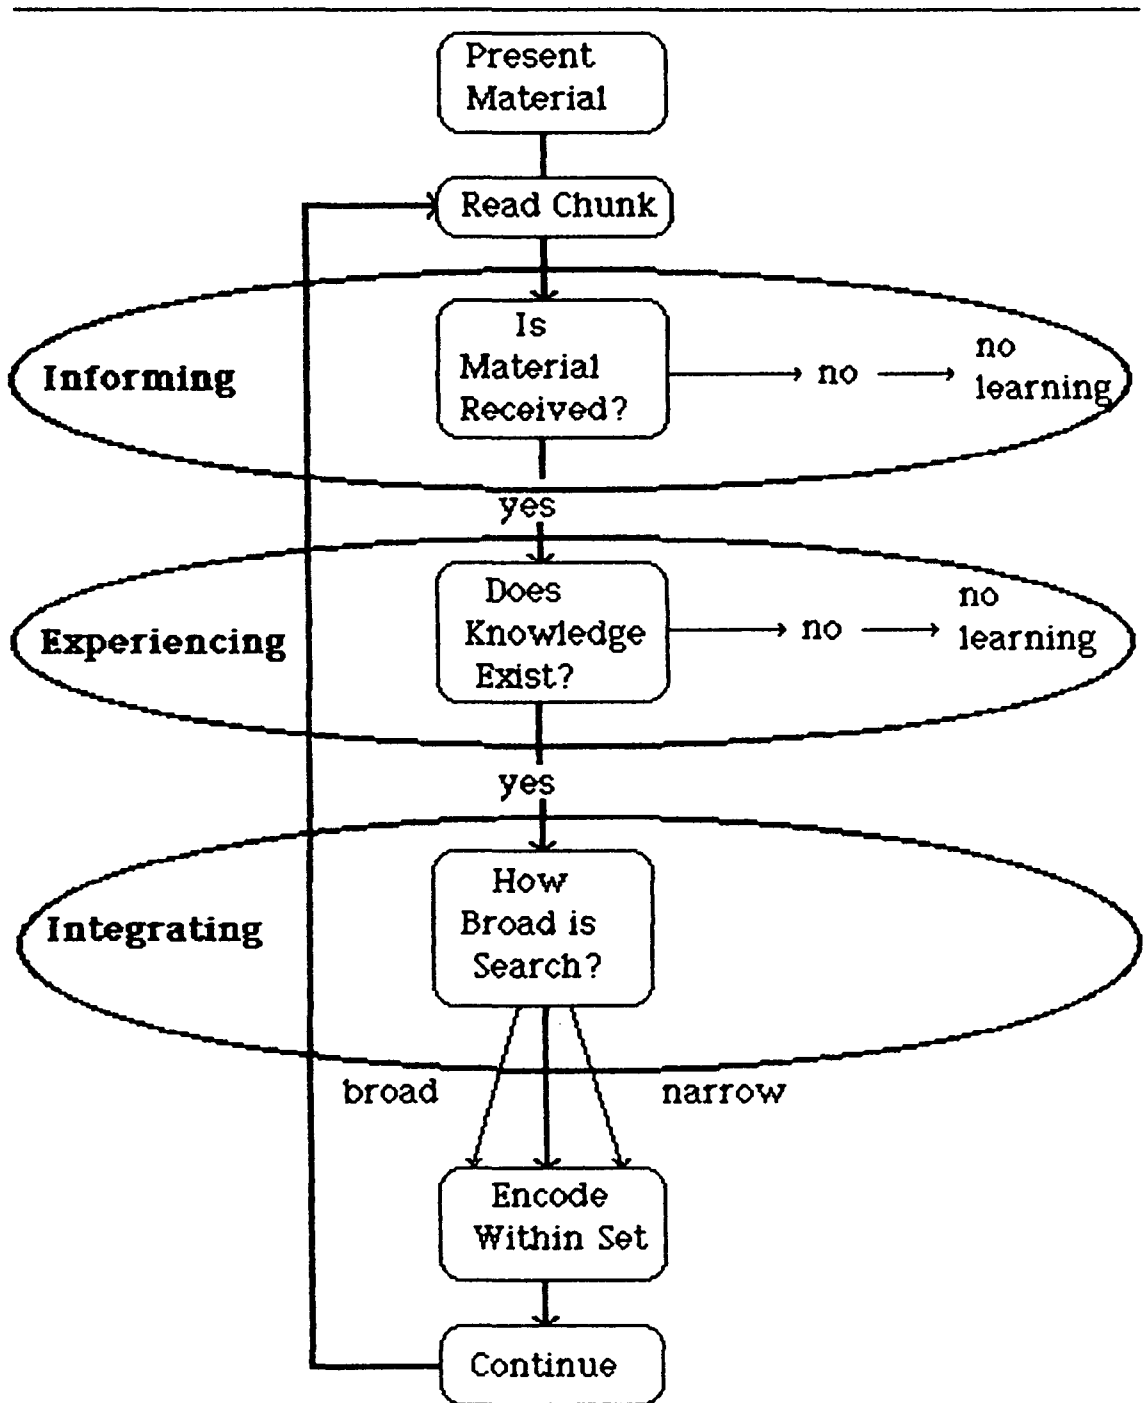 Present
Material
Read Chunk
Informing
Is
Material
Received?
no
no
learning
yes
Experiencing
Does
Knowledge
Exist?
no
no
learning
yes
Integrating
How
Broad is
Search?
broad
narrow
Encode
Within Set
Continue